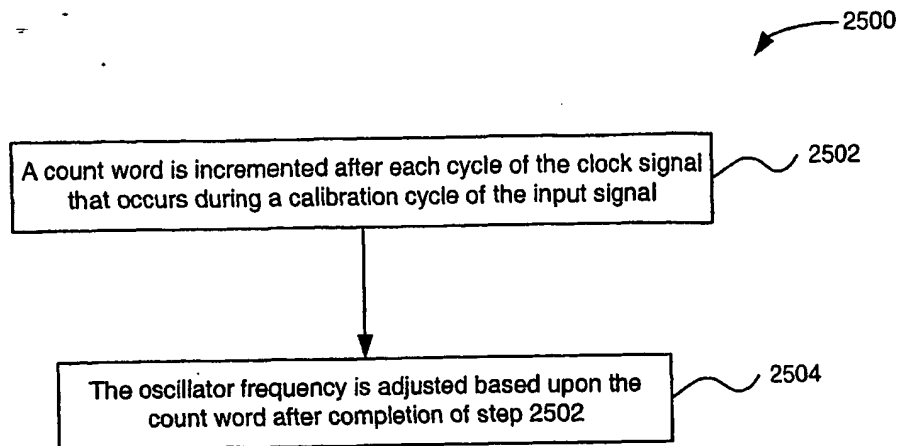 2500
A count word is incremented after each cycle of the clock signal
that occurs during a calibration cycle of the input signal
2502
The oscillator frequency is adjusted based upon the
count word after completion of step 2502
2504